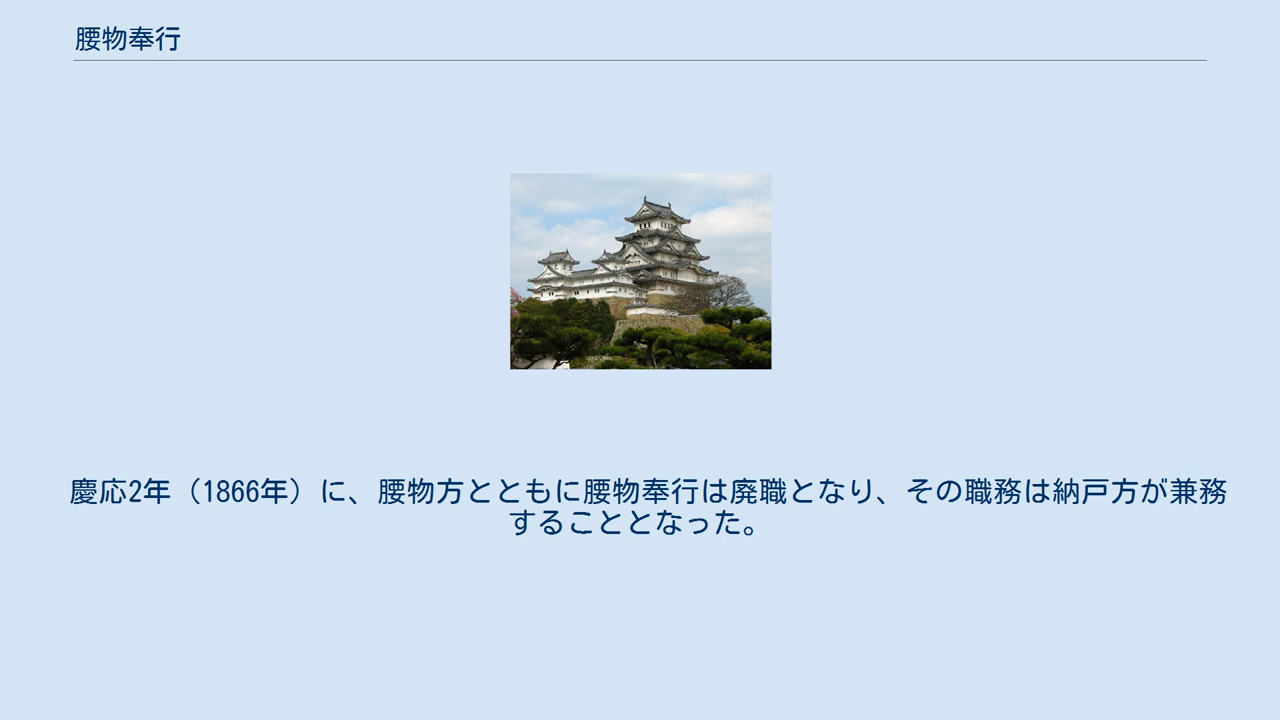 腰物奉行
慶応2年（1866年）に、腰物方とともに腰物奉行は廃職となり、その職務は納戸方が兼務
することとなった。